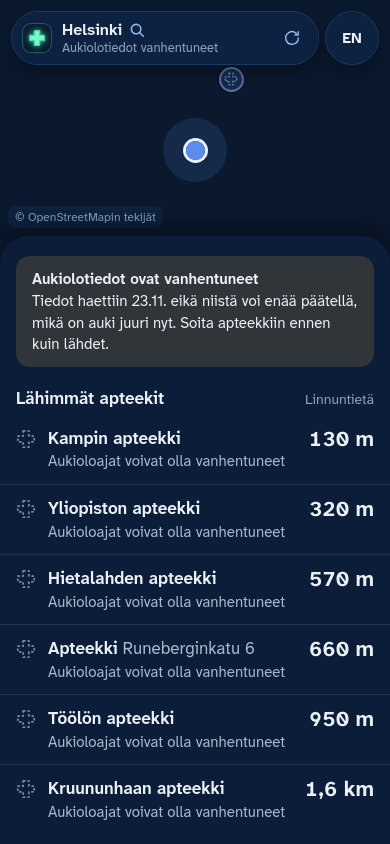 Helsinki
Aukiolotiedot vanhentuneet
EN
© OpenStreetMapin tekijät
Aukiolotiedot ovat vanhentuneet
Tiedot haettiin 23.11. eikä niistä voi enää päätellä,
mikä on auki juuri nyt. Soita apteekkiin ennen
kuin lähdet.
Lähimmät apteekit
Linnuntietä
Kampin apteekki
130 m
Aukioloajat voivat olla vanhentuneet
Yliopiston apteekki
320 m
Aukioloajat voivat olla vanhentuneet
Hietalahden apteekki
570 m
Aukioloajat voivat olla vanhentuneet
Apteekki Runeberginkatu 6
660 m
Aukioloajat voivat olla vanhentuneet
Töölön apteekki
950 m
Aukioloajat voivat olla vanhentuneet
Kruununhaan apteekki
1,6 km
Aukioloajat voivat olla vanhentuneet